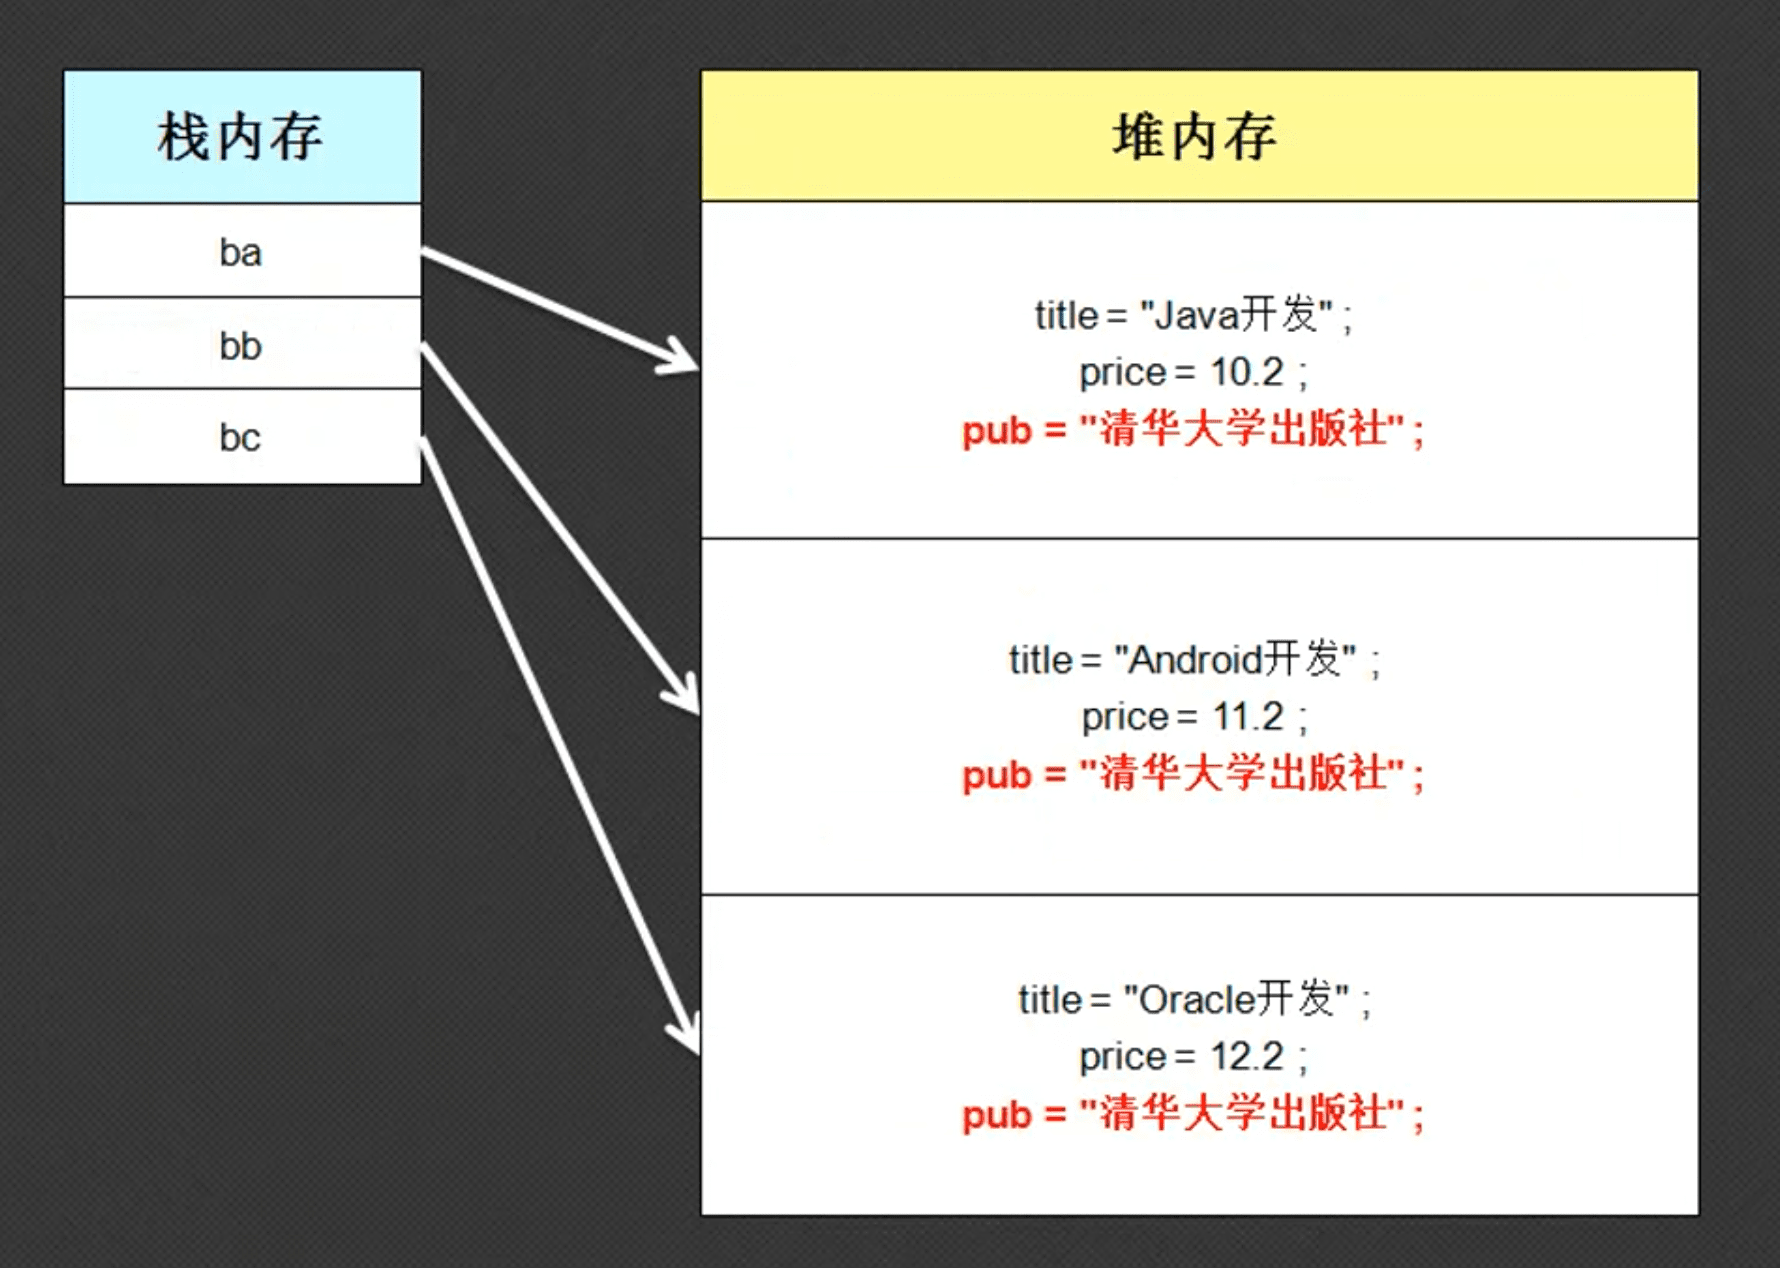 栈内存
ba
bb
bc
堆内存
title = "Java开发" ;
price = 10.2 ;
pub = "清华大学出版社" ;
title = "Android开发" ;
price = 11.2 ;
pub = "清华大学出版社" ;
title = "Oracle开发" ;
price = 12.2 ;
pub = "清华大学出版社" ;